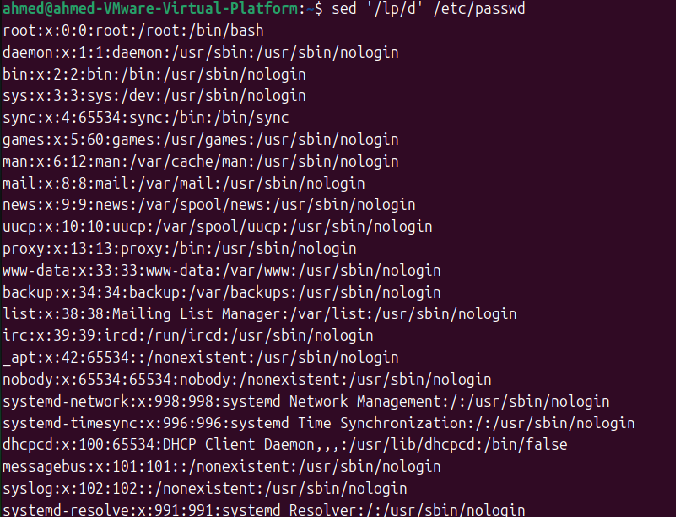 ahmed@ahmed-VMware-Virtual-Platform:~$ sed '/lp/d' /etc/passwd
root:x:0:0:root:/root:/bin/bash
daemon:x:1:1:daemon:/usr/sbin:/usr/sbin/nologin
bin:x:2:2:bin:/bin:/usr/sbin/nologin
sys:x:3:3:sys:/dev:/usr/sbin/nologin
sync:x:4:65534:sync:/bin:/bin/sync
games:x:5:60:games:/usr/games:/usr/sbin/nologin
man:x:6:12:man:/var/cache/man:/usr/sbin/nologin
mail:x:8:8:mail:/var/mail:/usr/sbin/nologin
news:x:9:9:news:/var/spool/news:/usr/sbin/nologin
uucp:x:10:10:uucp:/var/spool/uucp:/usr/sbin/nologin
proxy:x:13:13:proxy:/bin:/usr/sbin/nologin
www-data:x:33:33:www-data:/var/www:/usr/sbin/nologin
backup:x:34:34:backup:/var/backups:/usr/sbin/nologin
list:x:38:38:Mailing List Manager:/var/list:/usr/sbin/nologin
irc:x:39:39:ircd:/run/ircd:/usr/sbin/nologin
_apt:x:42:65534::/nonexistent:/usr/sbin/nologin
nobody:x:65534:65534:nobody:/nonexistent:/usr/sbin/nologin
systemd-network:x:998:998:systemd Network Management:/:/usr/sbin/nologin
systemd-timesync:x:996:996:systemd Time Synchronization:/:/usr/sbin/nologin
dhcpcd:x:100:65534:DHCP Client Daemon,,,:/usr/lib/dhcpcd:/bin/false
messagebus:x:101:101::/nonexistent:/usr/sbin/nologin
syslog:x:102:102::/nonexistent:/usr/sbin/nologin
systemd-resolve:x:991:991:systemd Resolver:/:/usr/sbin/nologin